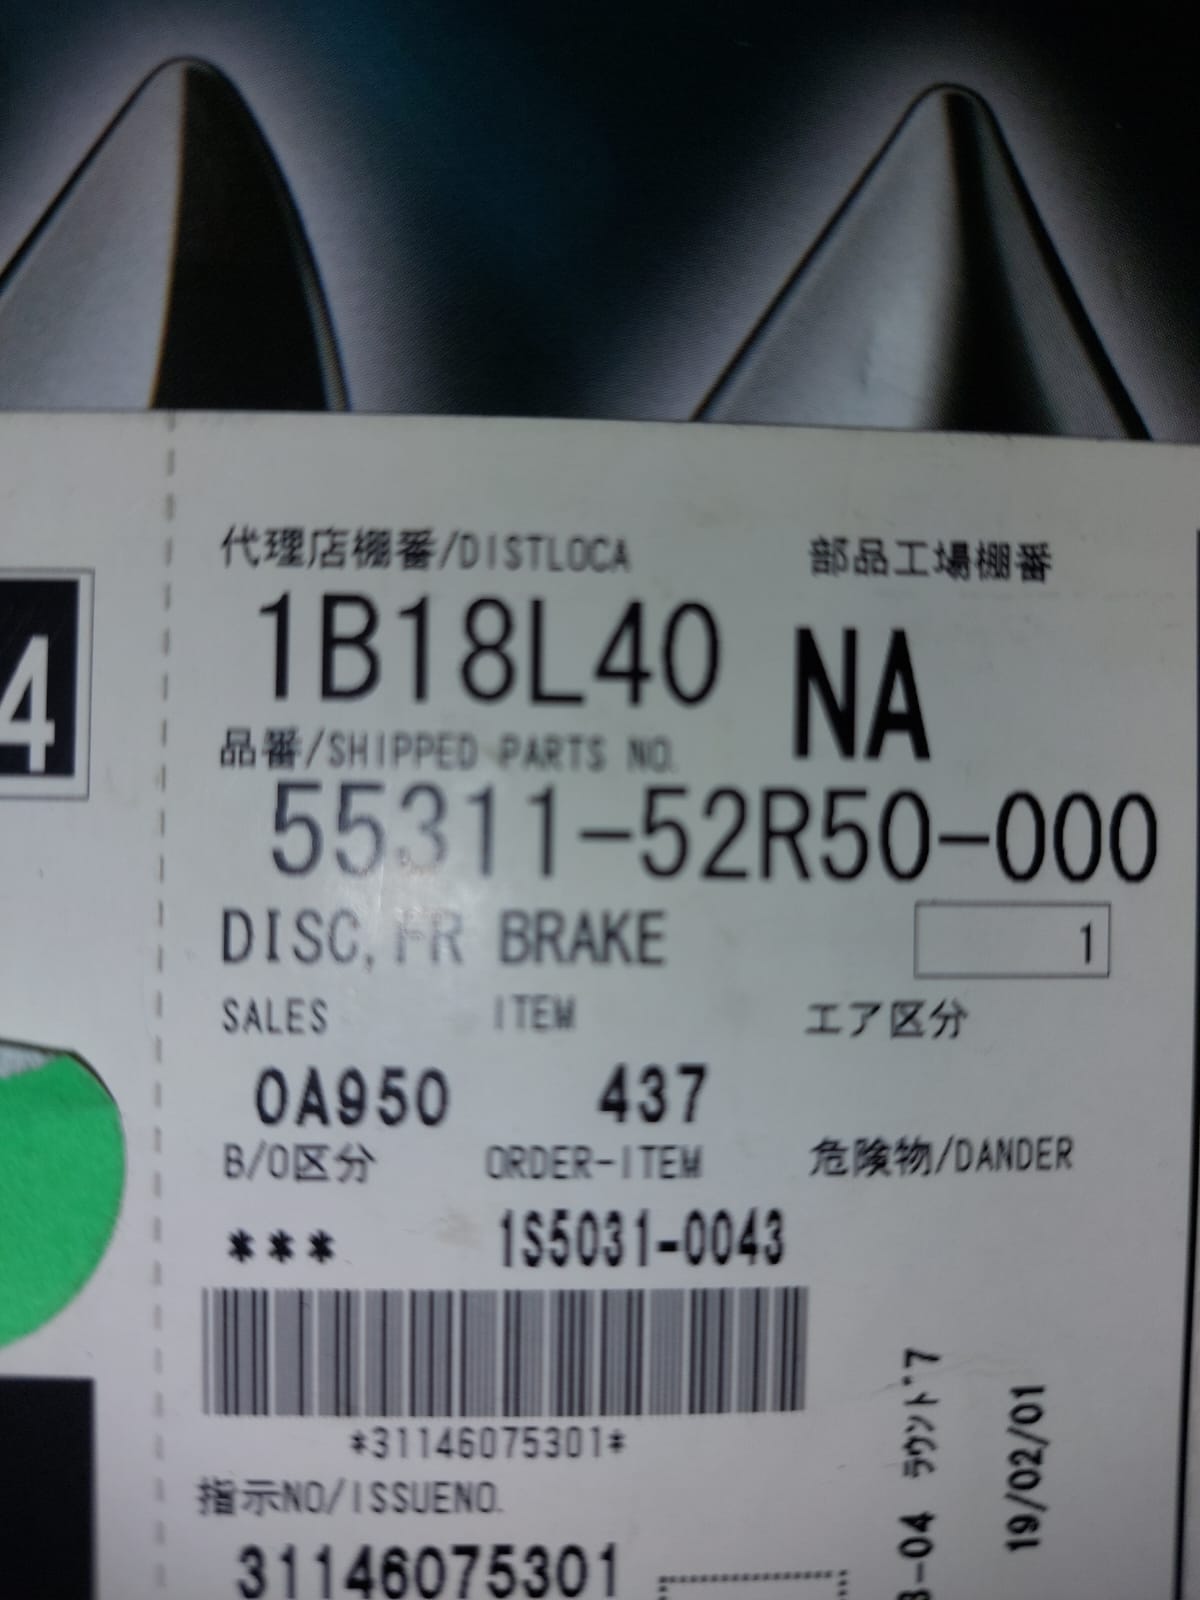 4
代理店棚番/DISTLOCA 部品工場棚番
1B18L40 NA
品番/SHIPPED PARTS NO.
55311-52R50-000
DISC, FR BRAKE 1
SALES ITEM エア区分
0A950 437
B/O区分 ORDER-ITEM 危険物/DANDER
*** 1S5031-0043
*31146075301*
指示NO/ISSUENO.
31146075301
-04 ラウンド7
19/02/01